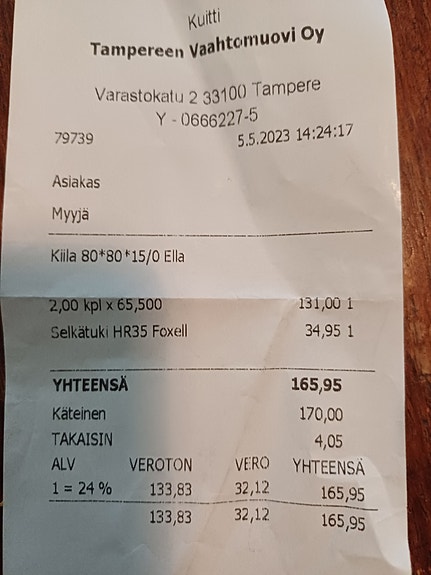 Kuitti
Tampereen Vaahtomuovi Oy
Varastokatu 2 33100 Tampere
Y - 0666227-5
79739 5.5.2023 14:24:17
Asiakas
Myyjä
Kiila 80*80*15/0 Ella
2,00 kpl x 65,500 131,00 1
Selkätuki HR35 Foxell 34,95 1
YHTEENSÄ 165,95
Käteinen 170,00
TAKAISIN 4,05
ALV VEROTON VERO YHTEENSÄ
1 = 24 % 133,83 32,12 165,95
133,83 32,12 165,95